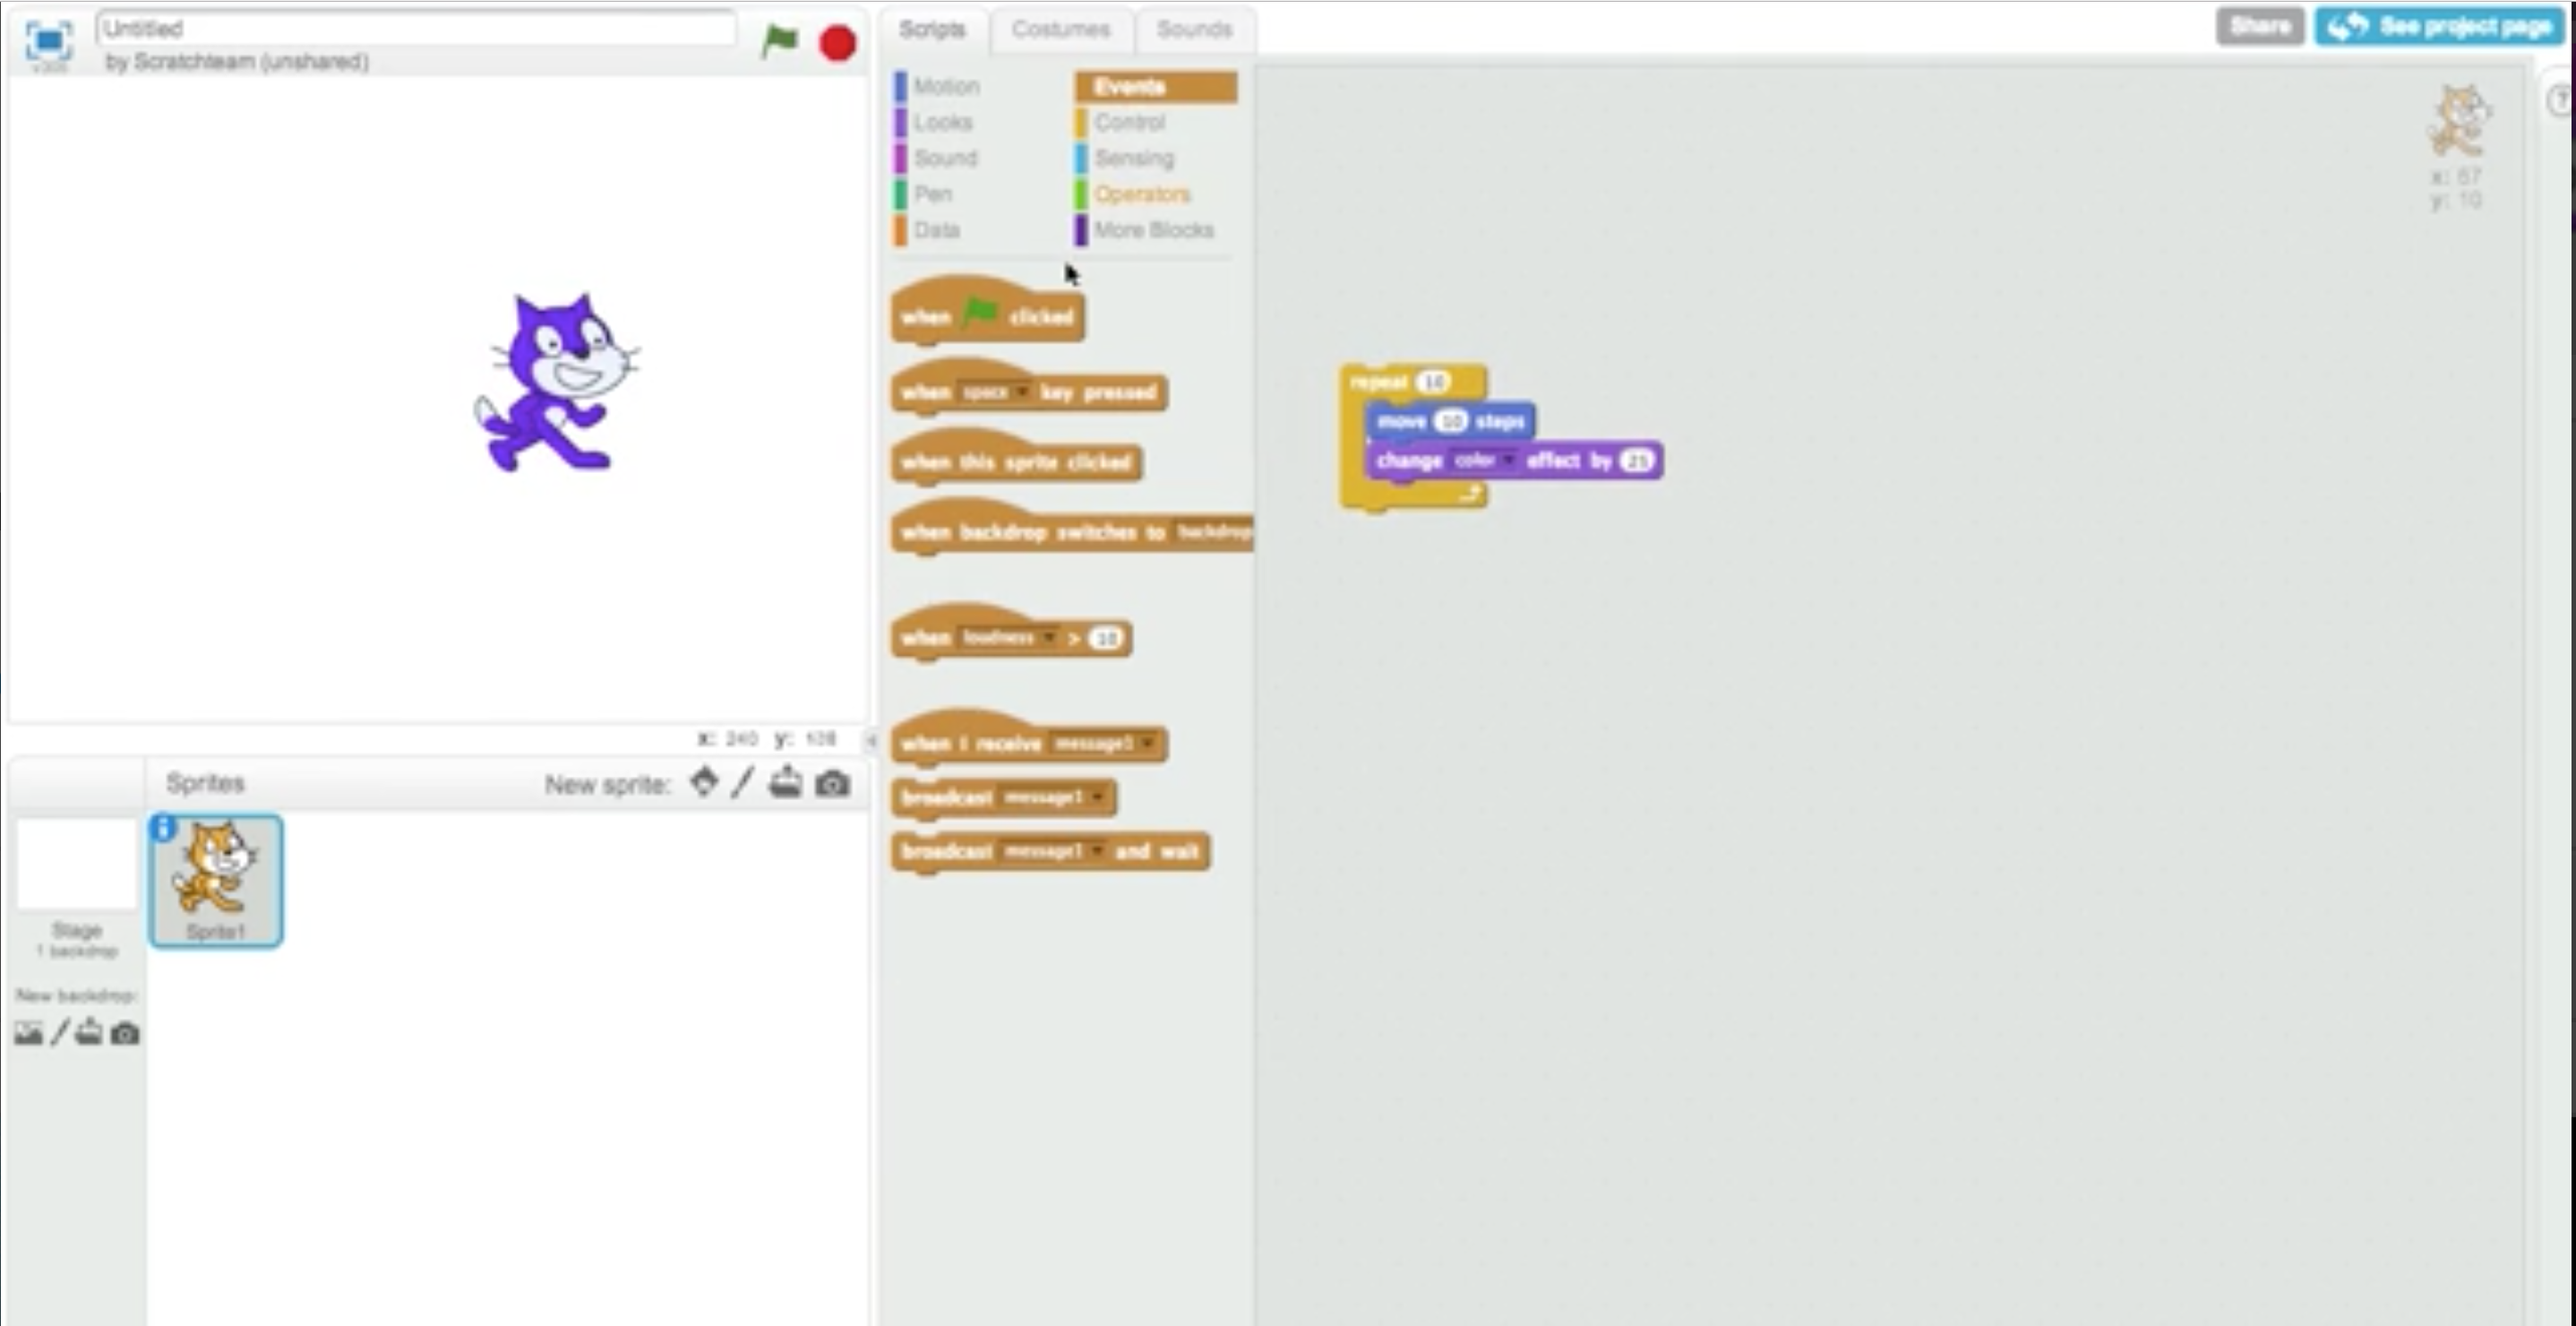 Untitled
by Scratchteam (unshared)
Scripts
Costumes
Sounds
Share
See project page
Motion
Events
Looks
Control
Sound
Sensing
Pen
Operators
Data
More Blocks
x: 67
y: 10
when clicked
when space key pressed
when this sprite clicked
when backdrop switches to backdrop
when loudness > 10
when I receive message1
broadcast message1
broadcast message1 and wait
repeat 10
move 10 steps
change color effect by 25
x: 240 y:
Sprites
New sprite:
Sprite1
Stage
1 backdrop
New backdrop:
?